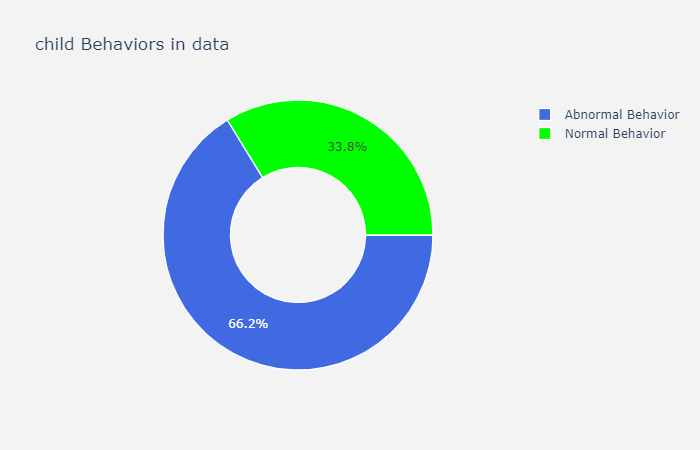 child Behaviors in data
Abnormal Behavior
Normal Behavior
33.8%
66.2%